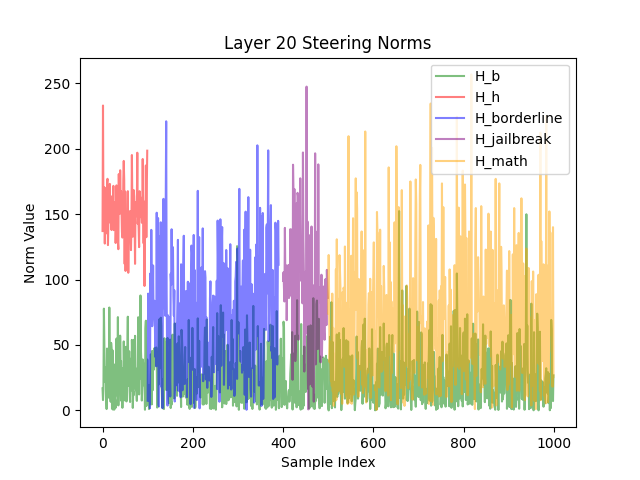 Layer 20 Steering Norms
H_b
H_h
H_borderline
H_jailbreak
H_math
250
200
150
100
50
0
Norm Value
0
200
400
600
800
1000
Sample Index